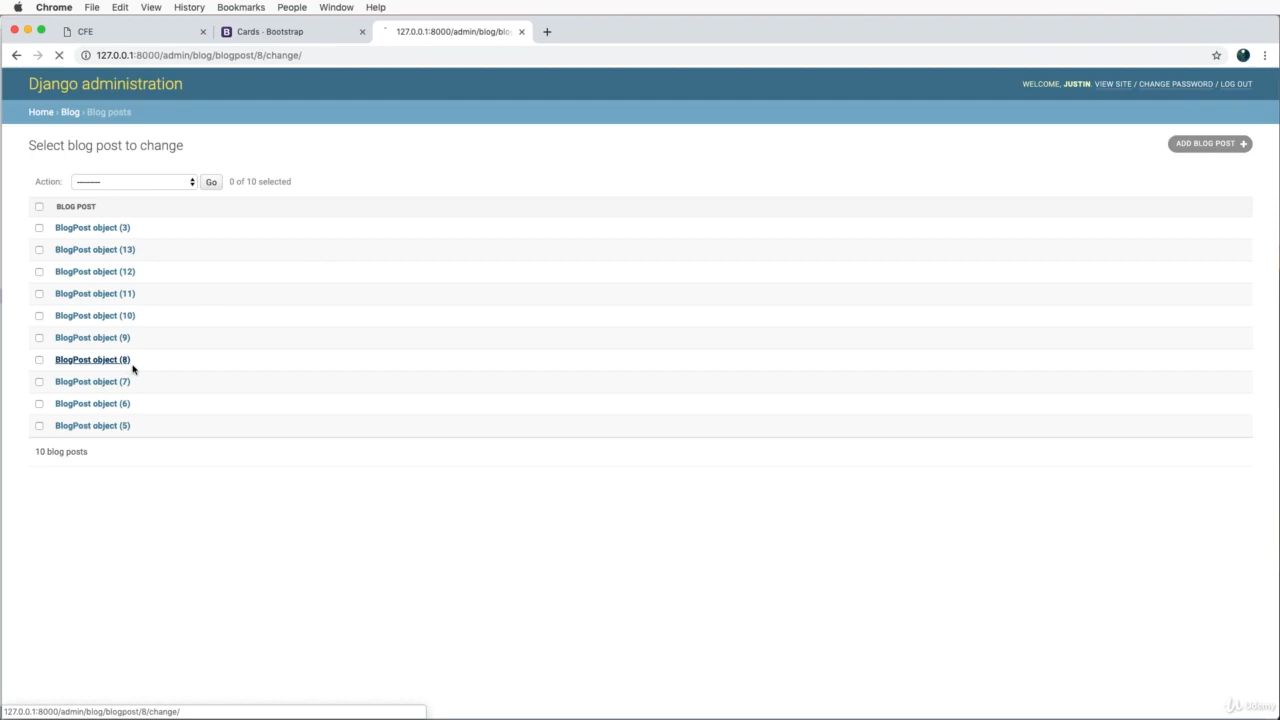 Chrome File Edit View History Bookmarks People Window Help
CFE Cards - Bootstrap 127.0.0.1:8000/admin/blog/blo
127.0.0.1:8000/admin/blog/blogpost/8/change/
Django administration
WELCOME, JUSTIN. VIEW SITE / CHANGE PASSWORD / LOG OUT
Home › Blog › Blog posts
Select blog post to change
ADD BLOG POST +
Action: --------- Go 0 of 10 selected
BLOG POST
BlogPost object (3)
BlogPost object (13)
BlogPost object (12)
BlogPost object (11)
BlogPost object (10)
BlogPost object (9)
BlogPost object (8)
BlogPost object (7)
BlogPost object (6)
BlogPost object (5)
10 blog posts
127.0.0.1:8000/admin/blog/blogpost/8/change/
Udemy